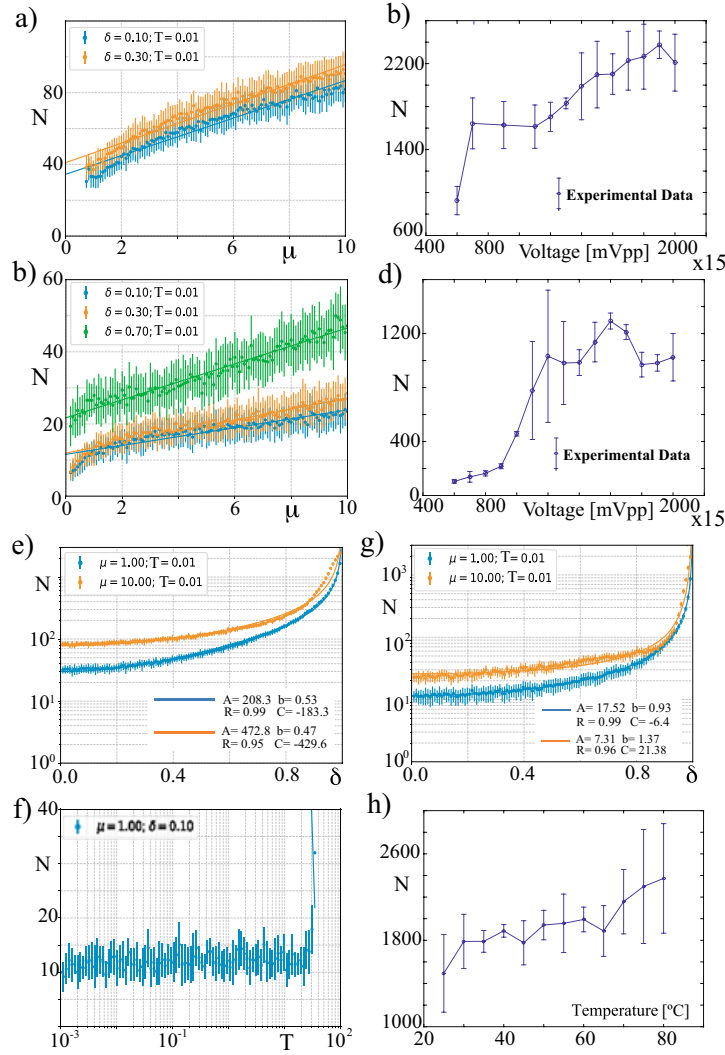 a)
δ = 0.10; T = 0.01
δ = 0.30; T = 0.01
N
80
40
0
0 2 6 10
μ
b)
N
2200
1400
600
Experimental Data
400 800 2000
Voltage [mVpp]
x15
b)
δ = 0.10; T = 0.01
δ = 0.30; T = 0.01
δ = 0.70; T = 0.01
N
60
40
20
0
0 2 6 10
μ
d)
N
1200
400
0
Experimental Data
400 800 2000
Voltage [mVpp]
x15
e)
μ = 1.00; T = 0.01
μ = 10.00; T = 0.01
N
10²
10¹
10⁰
A= 208.3 b= 0.53
R= 0.99 C= -183.3
A= 472.8 b= 0.47
R= 0.95 C= -429.6
0.0 0.4 0.8 δ
g)
μ = 1.00; T = 0.01
μ = 10.00; T = 0.01
N
10³
10²
10¹
10⁰
A= 17.52 b= 0.93
R = 0.99 C= -6.4
A= 7.31 b= 1.37
R = 0.96 C= 21.38
0.0 0.4 0.8 δ
f)
μ = 1.00; δ = 0.10
N
40
20
10
10⁻³ 10⁻¹ T 10²
h)
N
2600
1800
1000
Temperature [ºC]
20 40 60 80